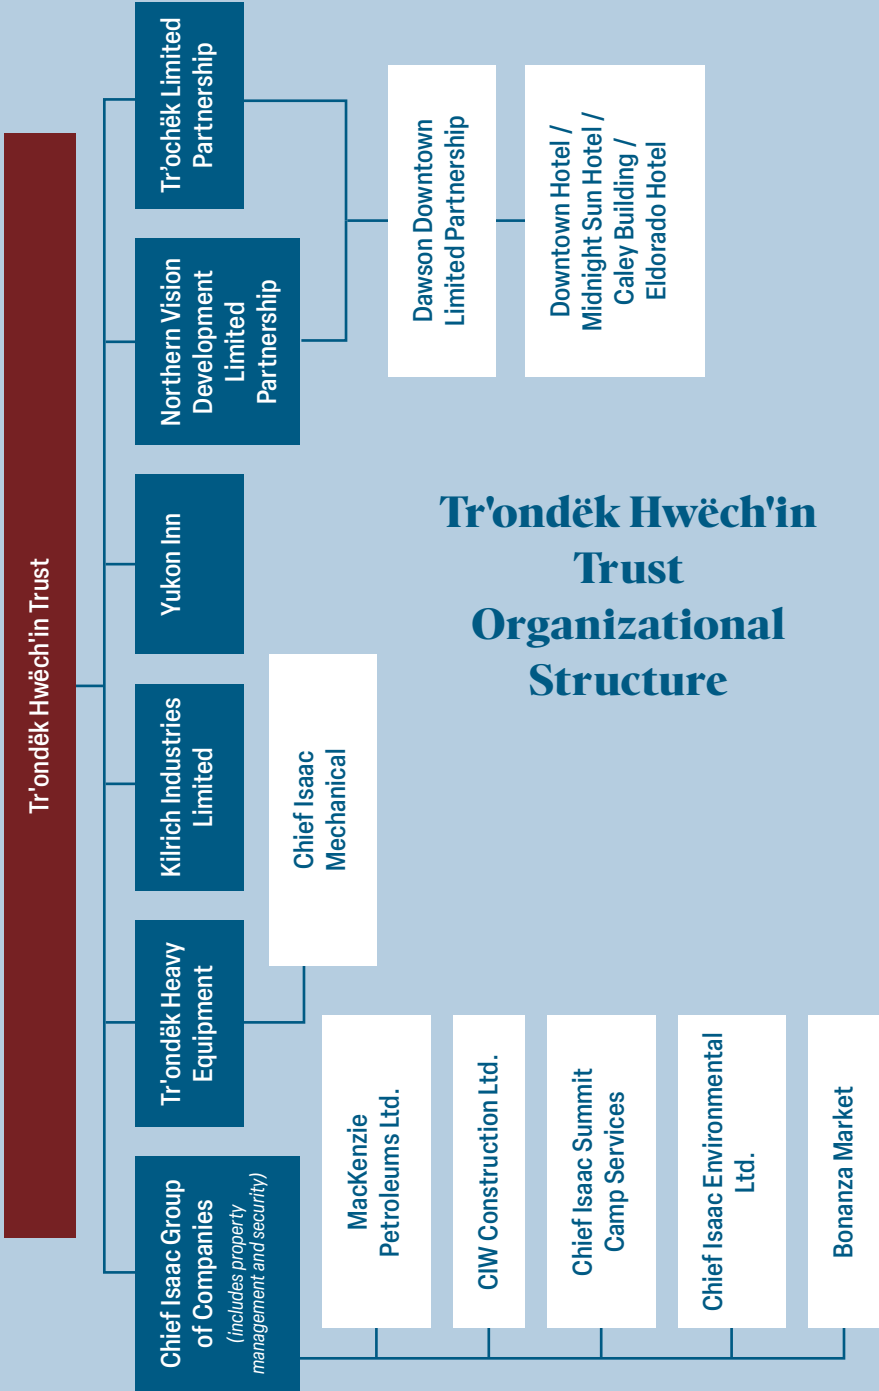 Tr'ondëk Hwëch'in Trust
Chief Isaac Group
of Companies
(includes property
management and security)
Tr'ondëk Heavy
Equipment
Kilrich Industries
Limited
Yukon Inn
Northern Vision
Development
Limited
Partnership
Tr'ochëk Limited
Partnership
MacKenzie
Petroleums Ltd.
CIW Construction Ltd.
Chief Isaac Summit
Camp Services
Chief Isaac Environmental
Ltd.
Bonanza Market
Chief Isaac
Mechanical
Dawson Downtown
Limited Partnership
Downtown Hotel /
Midnight Sun Hotel /
Caley Building /
Eldorado Hotel
Tr'ondëk Hwëch'in
Trust
Organizational
Structure